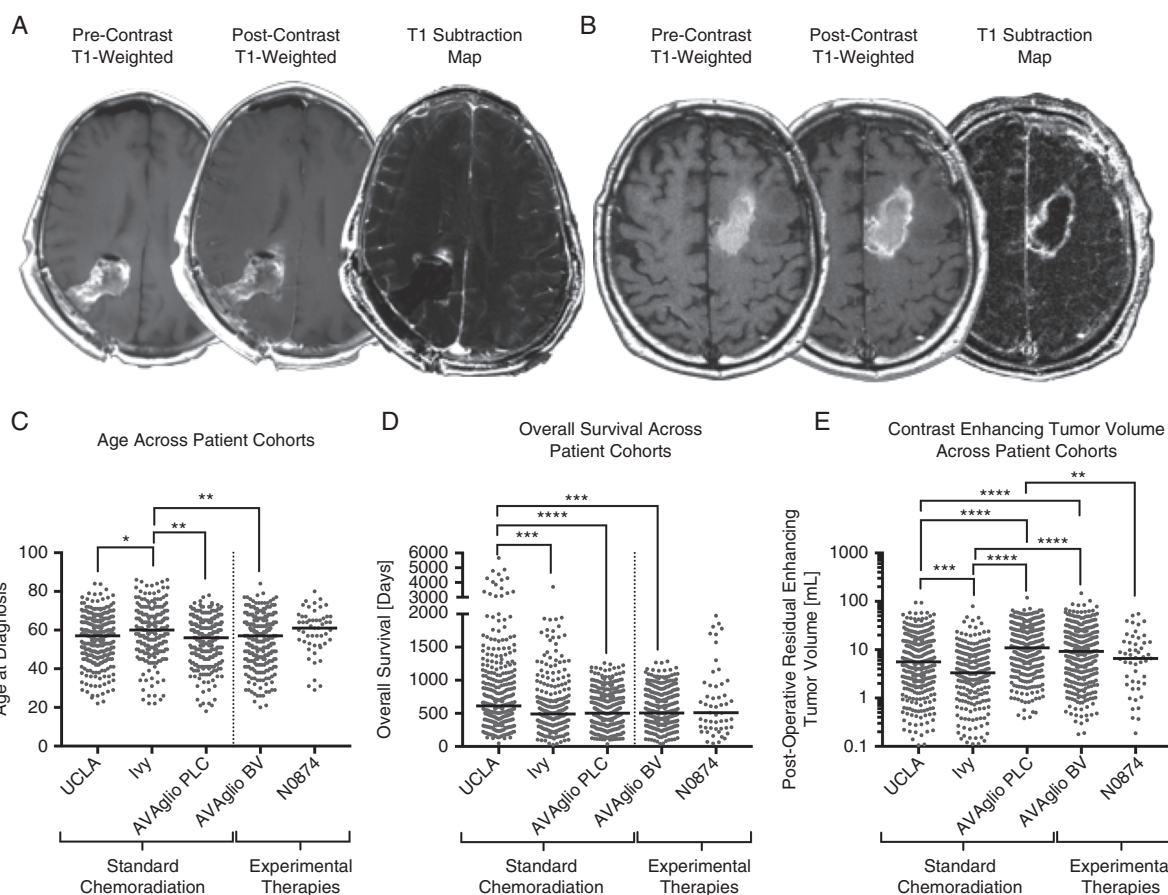 A
Pre-Contrast
T1-Weighted
Post-Contrast
T1-Weighted
T1 Subtraction
Map
B
Pre-Contrast
T1-Weighted
Post-Contrast
T1-Weighted
T1 Subtraction
Map
C
Age Across Patient Cohorts
**
**
*
Age at Diagnosis
100
80
60
40
20
0
UCLA
Ivy
AVAglio PLC
AVAglio BV
N0874
Standard
Chemoradiation
Experimental
Therapies
D
Overall Survival Across
Patient Cohorts
***
****
***
Overall Survival [Days]
6000
5000
4000
3000
2000
1500
1000
500
0
UCLA
Ivy
AVAglio PLC
AVAglio BV
N0874
Standard
Chemoradiation
Experimental
Therapies
E
Contrast Enhancing Tumor Volume
Across Patient Cohorts
**
****
****
****
***
****
Post-Operative Residual Enhancing
Tumor Volume [mL]
1000
100
10
1
0.1
UCLA
Ivy
AVAglio PLC
AVAglio BV
N0874
Standard
Chemoradiation
Experimental
Therapies